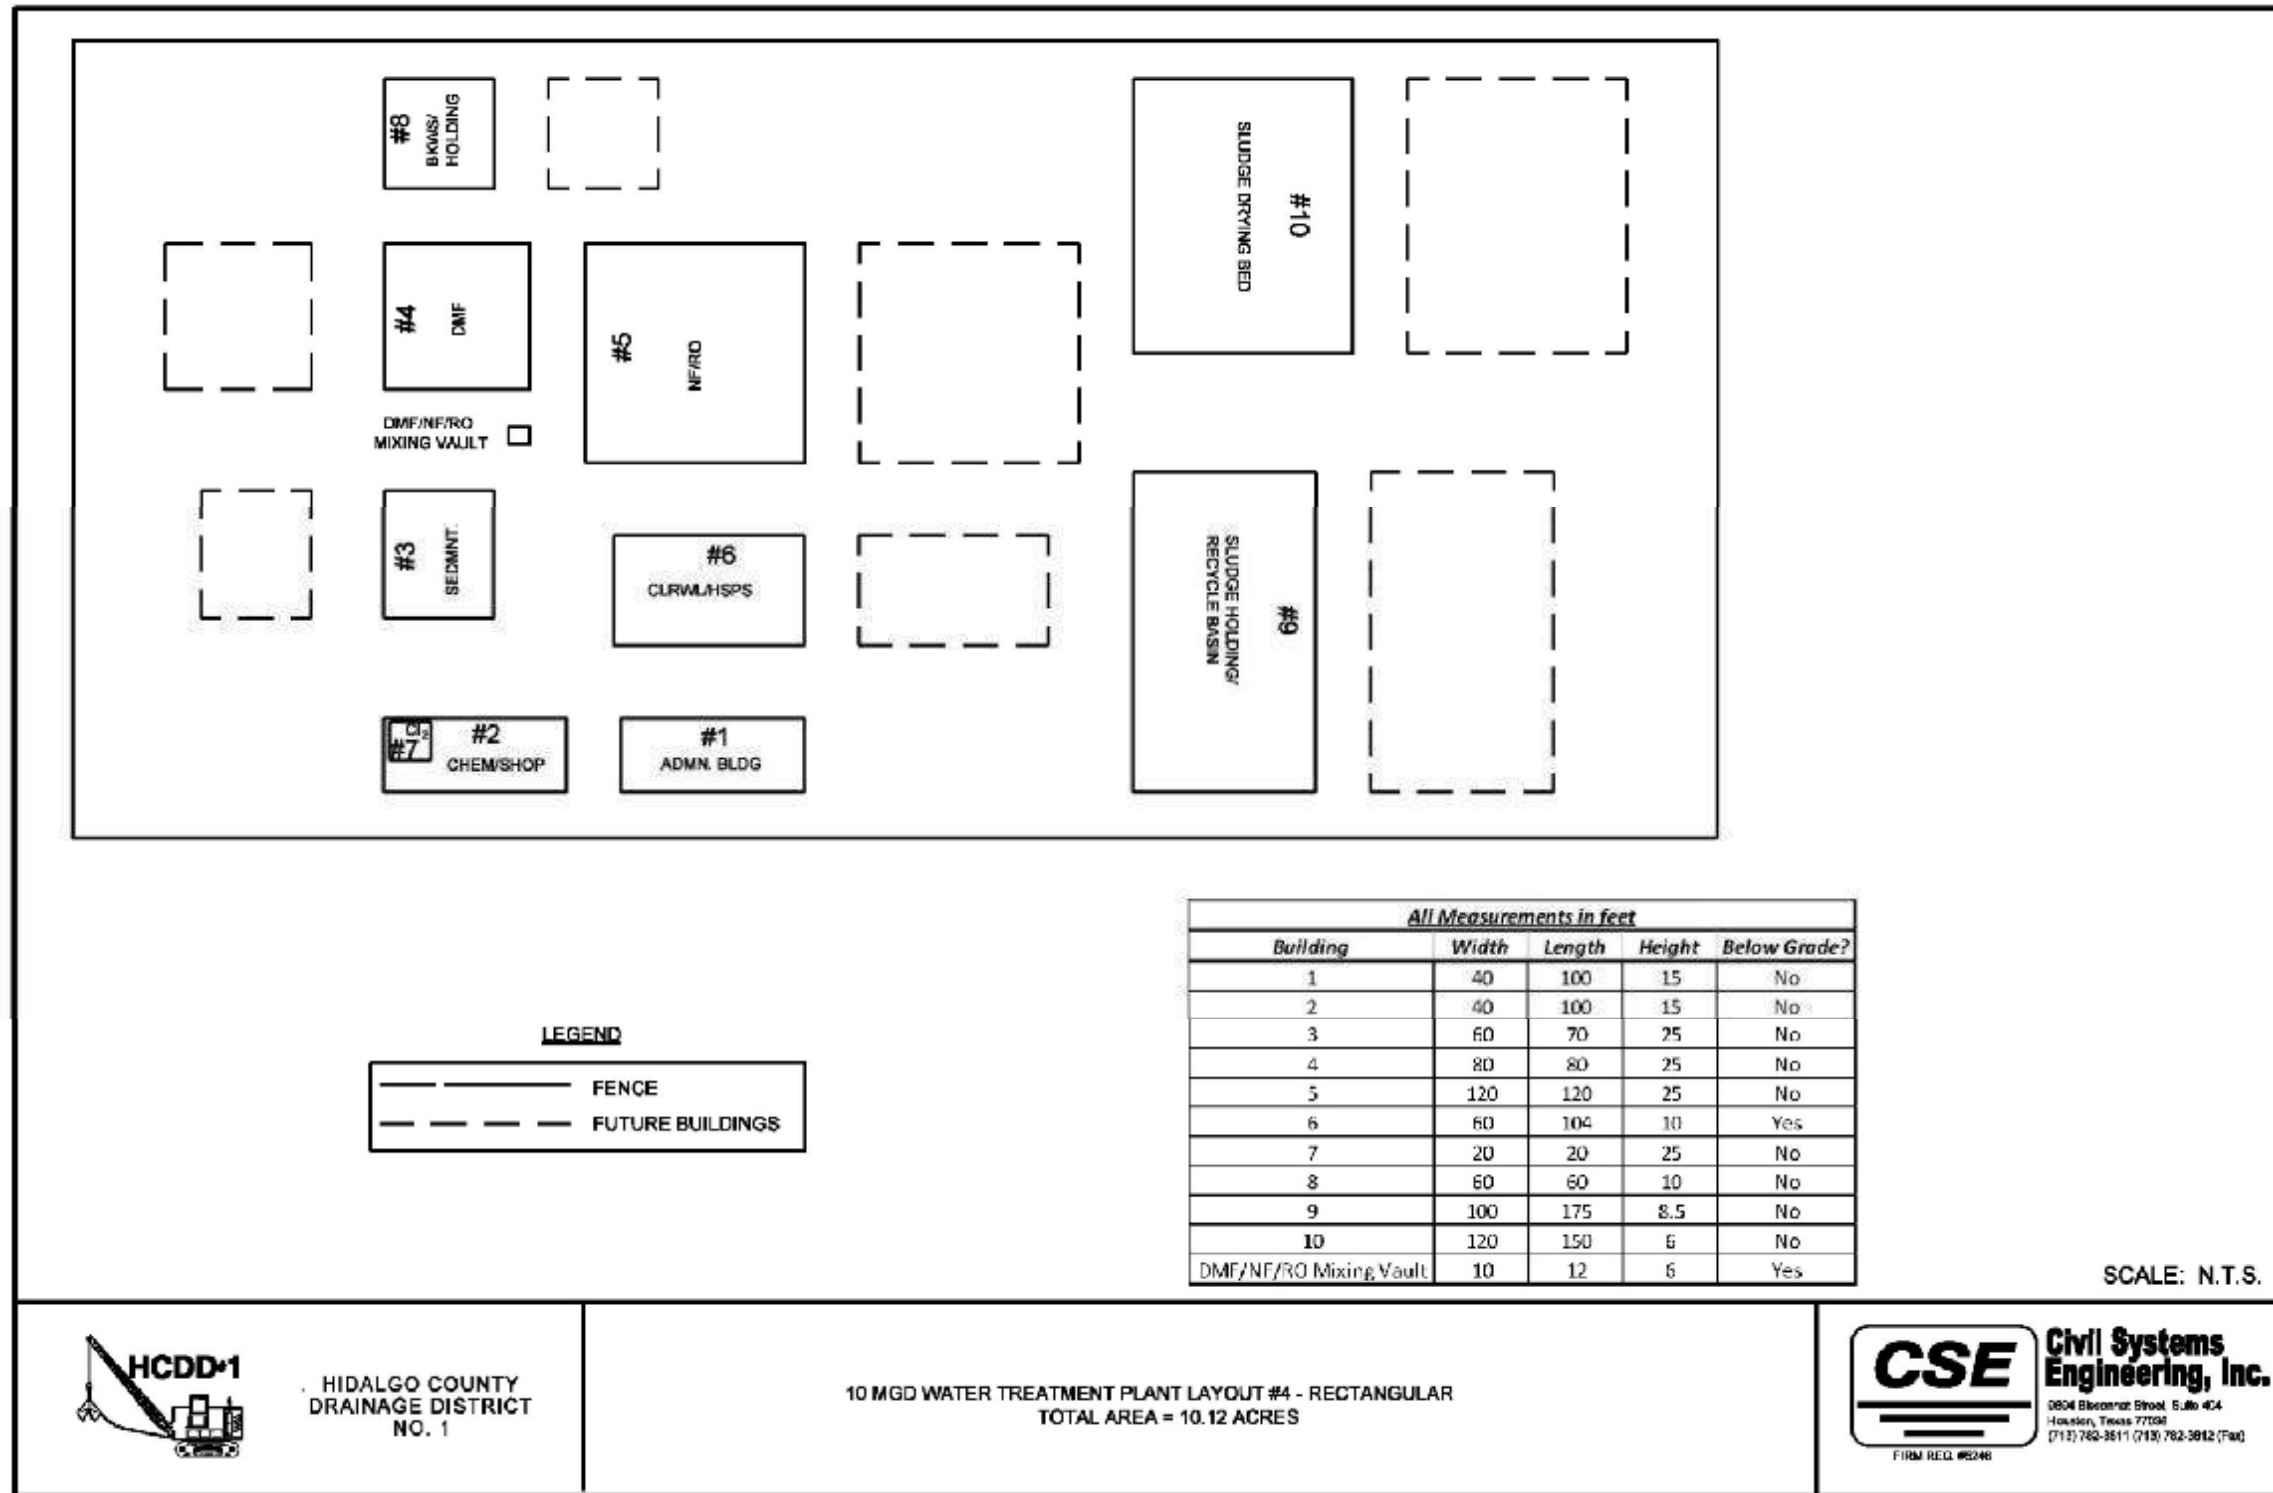 #8
BKWS/
HOLDING
#4
DMF
#5
NF/RO
SLUDGE DRYING BED
#10
DMF/NF/RO
MIXING VAULT
#3
SEDMNT.
#6
CLRWL/HSPS
SLUDGE HOLDING/
RECYCLE BASIN
#9
Cl2
#7
#2
CHEM/SHOP
#1
ADMN. BLDG
All Measurements in feet
Building Width Length Height Below Grade?
1 40 100 15 No
2 40 100 15 No
3 60 70 25 No
4 80 80 25 No
5 120 120 25 No
6 60 104 10 Yes
7 20 20 25 No
8 60 60 10 No
9 100 175 8.5 No
10 120 150 6 No
DMF/NF/RO Mixing Vault 10 12 6 Yes
LEGEND
FENCE
FUTURE BUILDINGS
SCALE: N.T.S.
HCDD#1
HIDALGO COUNTY
DRAINAGE DISTRICT
NO. 1
10 MGD WATER TREATMENT PLANT LAYOUT #4 - RECTANGULAR
TOTAL AREA = 10.12 ACRES
CSE
Civil Systems
Engineering, Inc.
Street, Suite 404
Houston, Texas
(Fax)
FIRM REG.